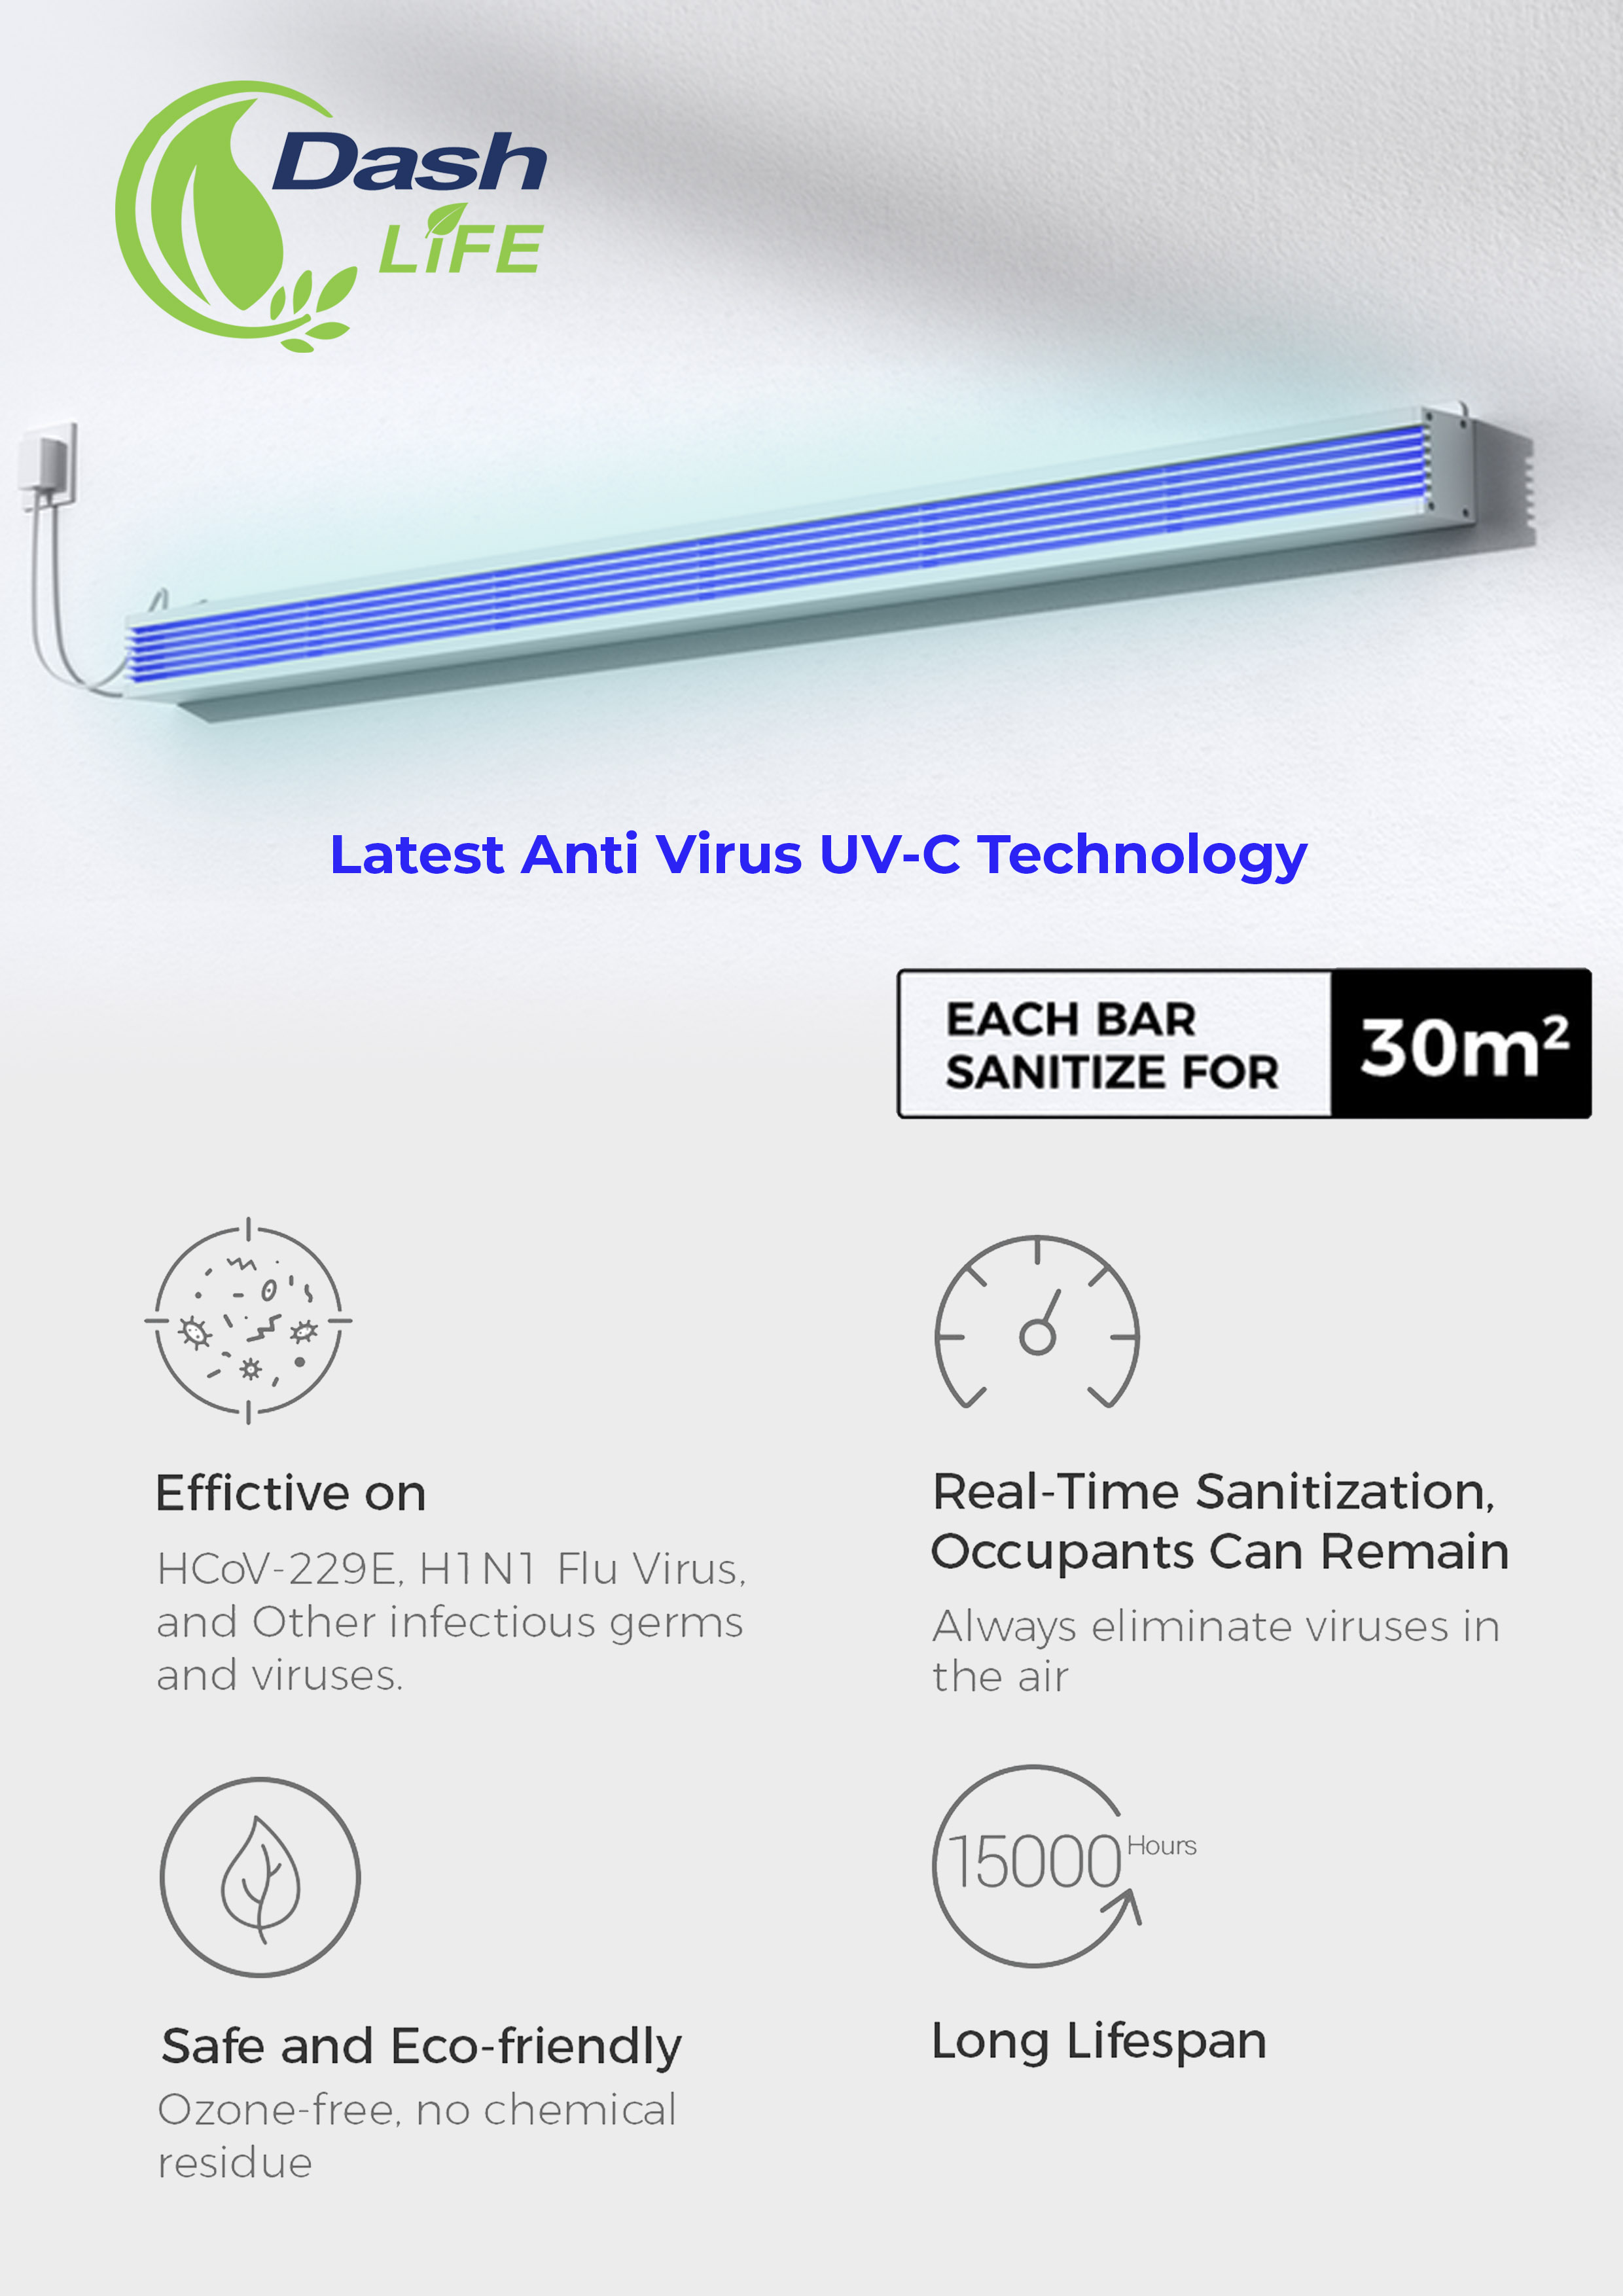 Dash
LiFE
Latest Anti Virus UV-C Technology
EACH BAR
SANITIZE FOR
30m²
Effictive on
HCoV-229E, H1N1 Flu Virus,
and Other infectious germs
and viruses.
Real-Time Sanitization,
Occupants Can Remain
Always eliminate viruses in
the air
Safe and Eco-friendly
Ozone-free, no chemical
residue
15000 Hours
Long Lifespan